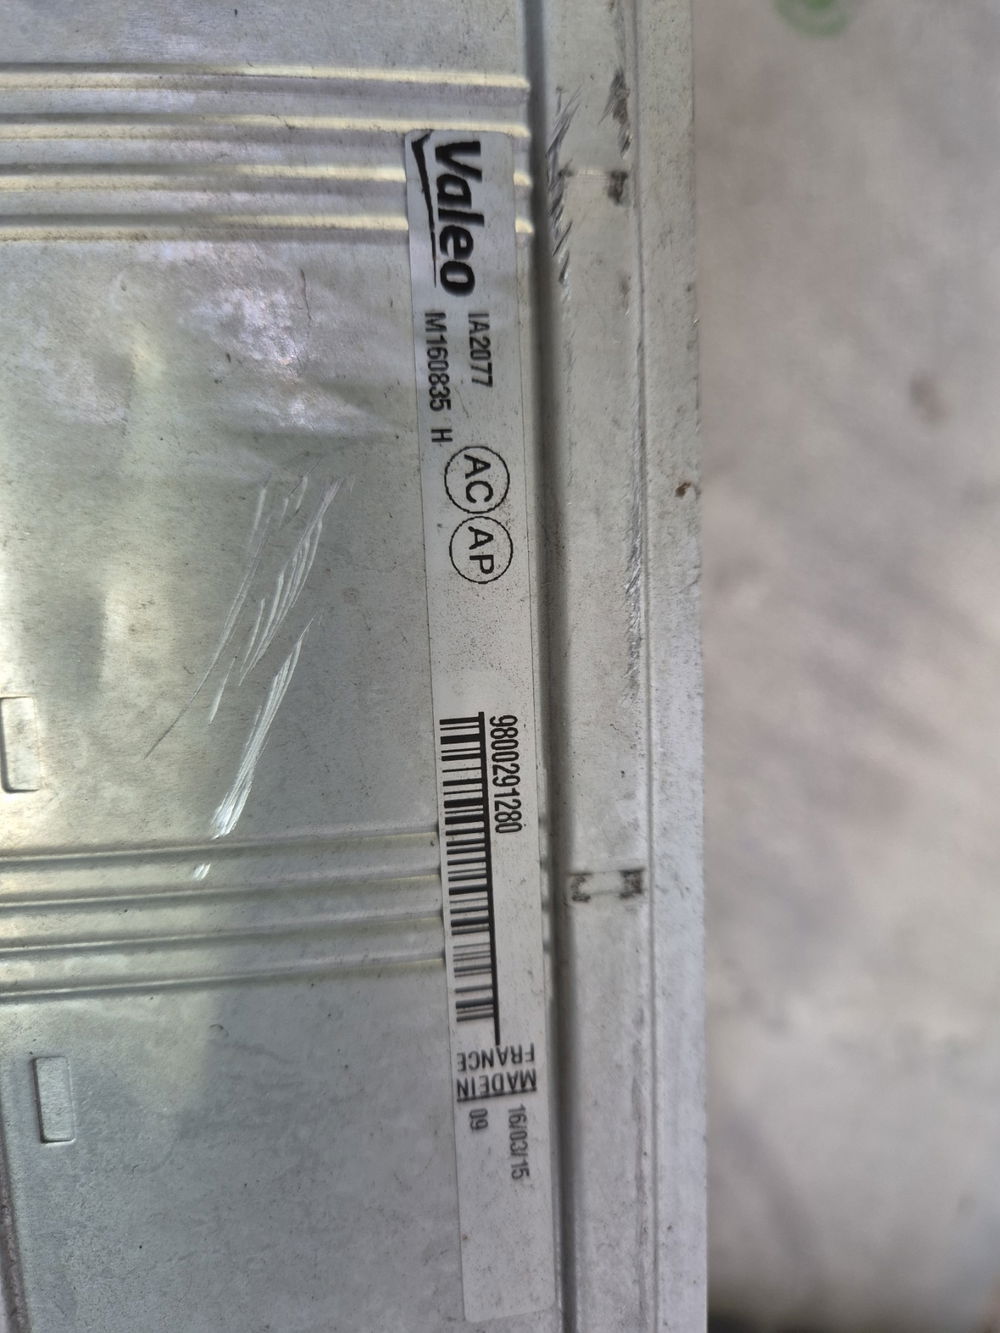 Valeo
IA2077
M160835 H
AC AP
9800291280
MADE IN
FRANCE
16/03/15
09